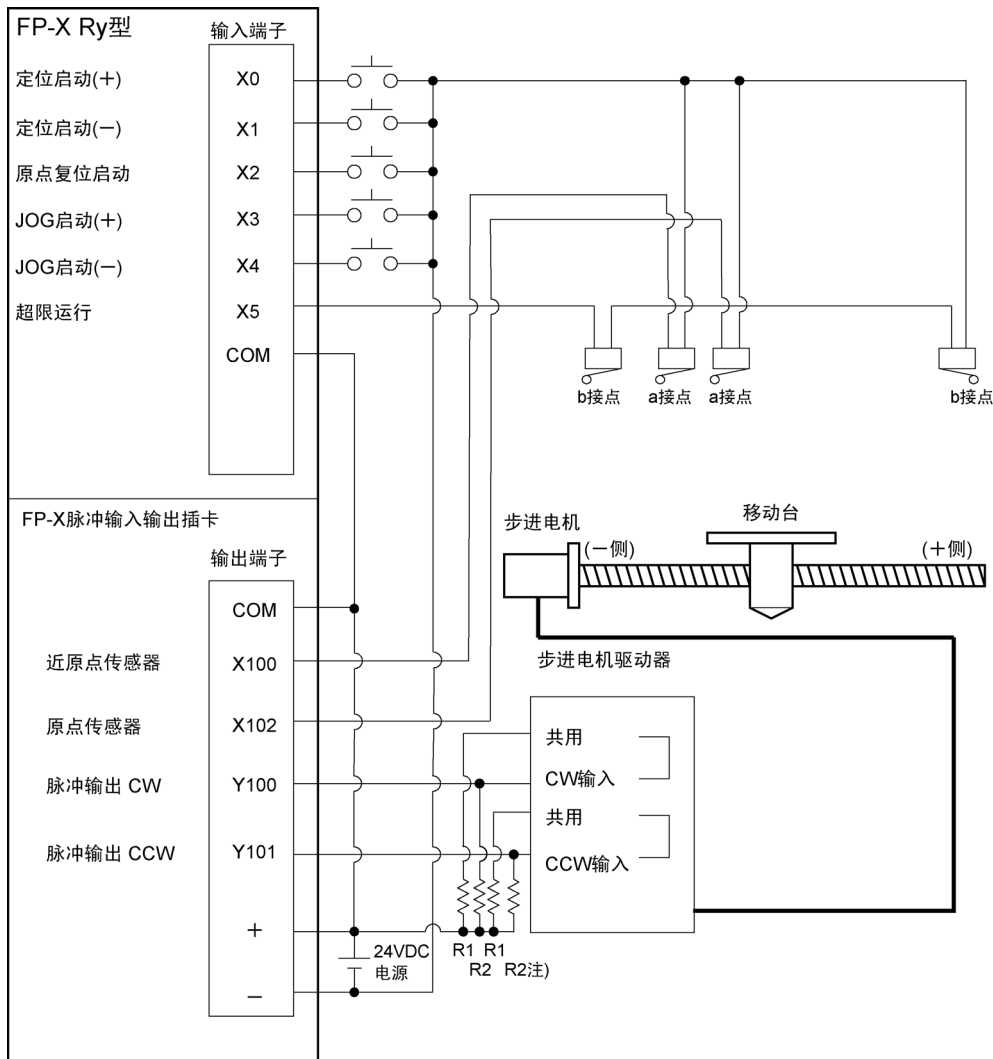 FP-X Ry型
输入端子
定位启动(＋)
X0
定位启动(—)
X1
原点复位启动
X2
JOG启动(＋)
X3
JOG启动(—)
X4
超限运行
X5
COM
b接点
a接点
a接点
b接点
FP-X脉冲输入输出插卡
输出端子
COM
近原点传感器
X100
原点传感器
X102
脉冲输出 CW
Y100
脉冲输出 CCW
Y101
+
—
24VDC
电源
R1
R1
R2
R2注)
步进电机
(—侧)
移动台
(＋侧)
步进电机驱动器
共用
CW输入
共用
CCW输入